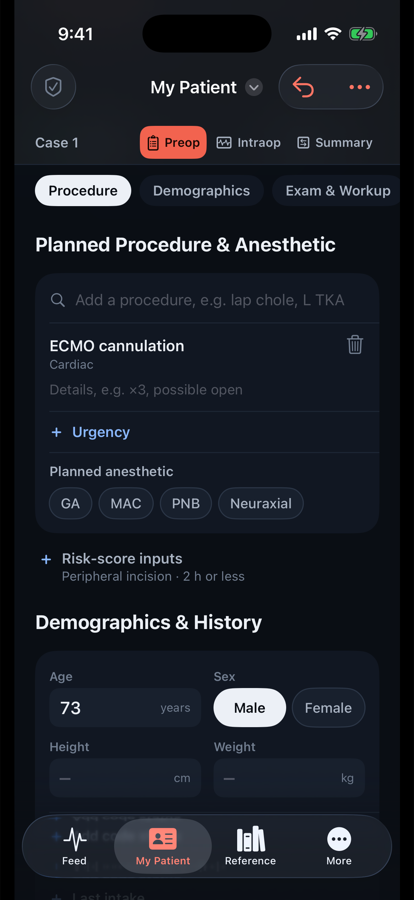 9:41
My Patient
Case 1
Preop
Intraop
Summary
Procedure
Demographics
Exam & Workup
Planned Procedure & Anesthetic
Add a procedure, e.g. lap chole, L TKA
ECMO cannulation
Cardiac
Details, e.g. ×3, possible open
+ Urgency
Planned anesthetic
GA
MAC
PNB
Neuraxial
+ Risk-score inputs
Peripheral incision · 2 h or less
Demographics & History
Age
Sex
73 years
Male
Female
Height
Weight
— cm
— kg
Feed
My Patient
Reference
More
+ Last intake